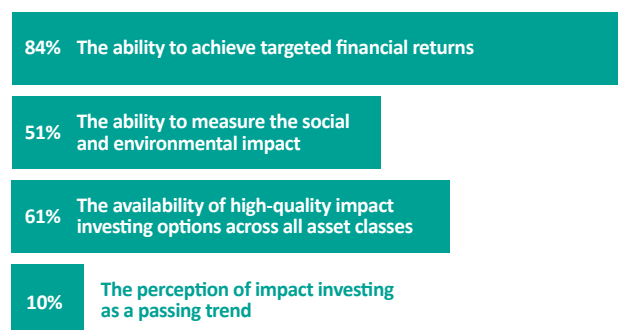 84% The ability to achieve targeted financial returns
51% The ability to measure the social
and environmental impact
61% The availability of high-quality impact
investing options across all asset classes
10% The perception of impact investing
as a passing trend